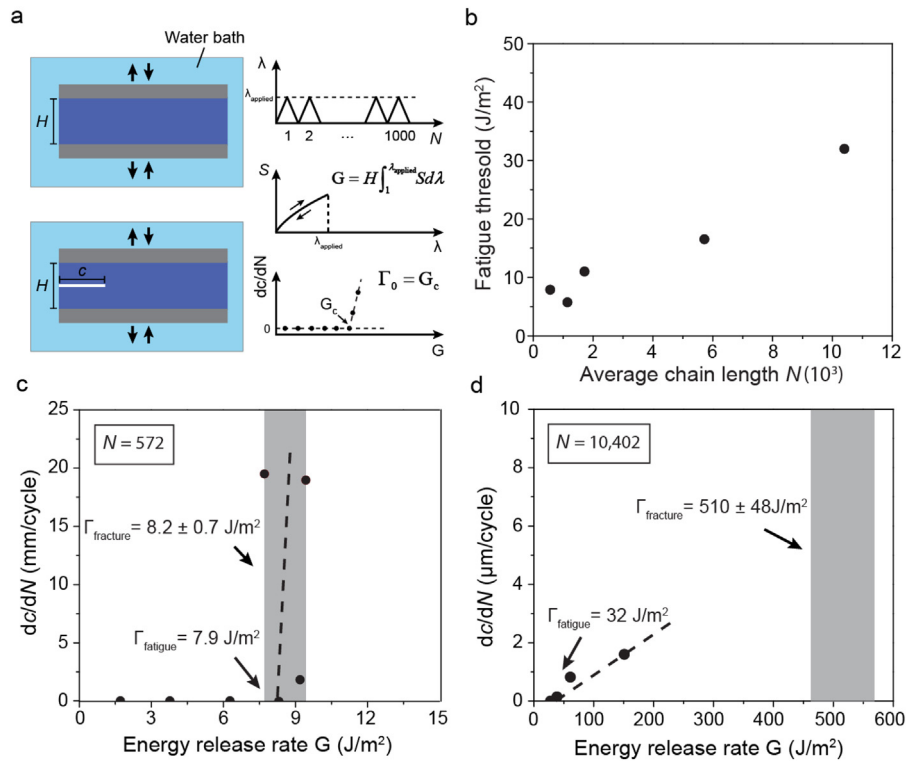 a
Water bath
H
λ
λapplied
1 2 ... 1000 N
S
G = H∫₁^λapplied Sdλ
λapplied
λ
c
H
dc/dN
Γ₀ = Gc
Gc
0
G
b
Fatigue thresold (J/m²)
50
40
30
20
10
0
0 2 4 6 8 10 12
Average chain length N (10³)
c
dc/dN (mm/cycle)
25
20
15
10
5
0
N = 572
Γfracture = 8.2 ± 0.7 J/m²
Γfatigue = 7.9 J/m²
0 3 6 9 12 15
Energy release rate G (J/m²)
d
dc/dN (μm/cycle)
10
8
6
4
2
0
N = 10,402
Γfracture = 510 ± 48J/m²
Γfatigue = 32 J/m²
0 100 200 300 400 500 600
Energy release rate G (J/m²)